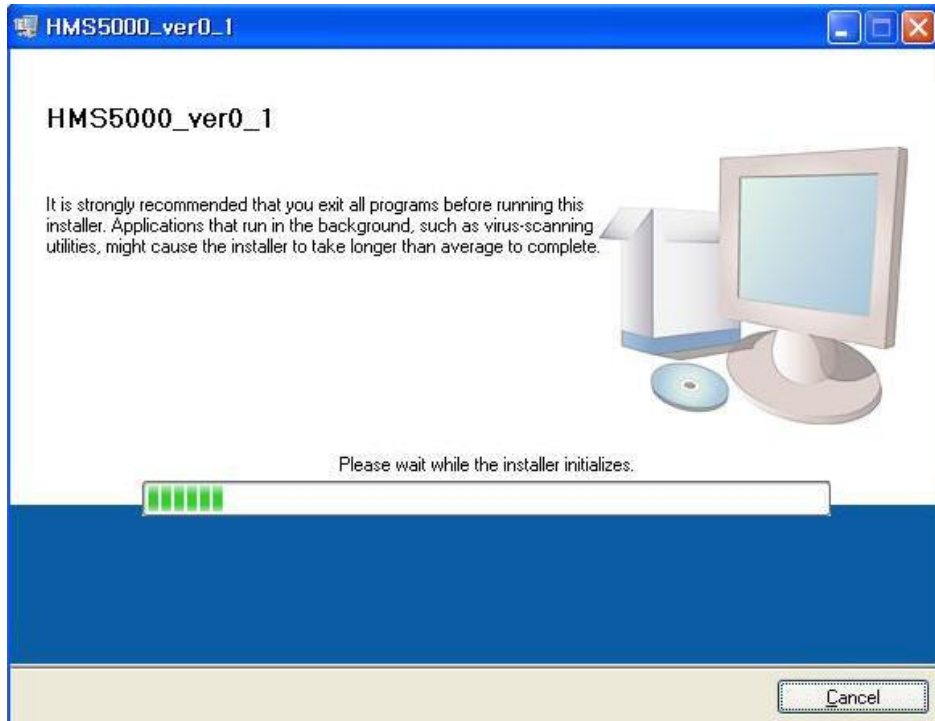 HMS5000_ver0_1
HMS5000_ver0_1
It is strongly recommended that you exit all programs before running this
installer. Applications that run in the background, such as virus-scanning
utilities, might cause the installer to take longer than average to complete.
Please wait while the installer initializes.
Cancel